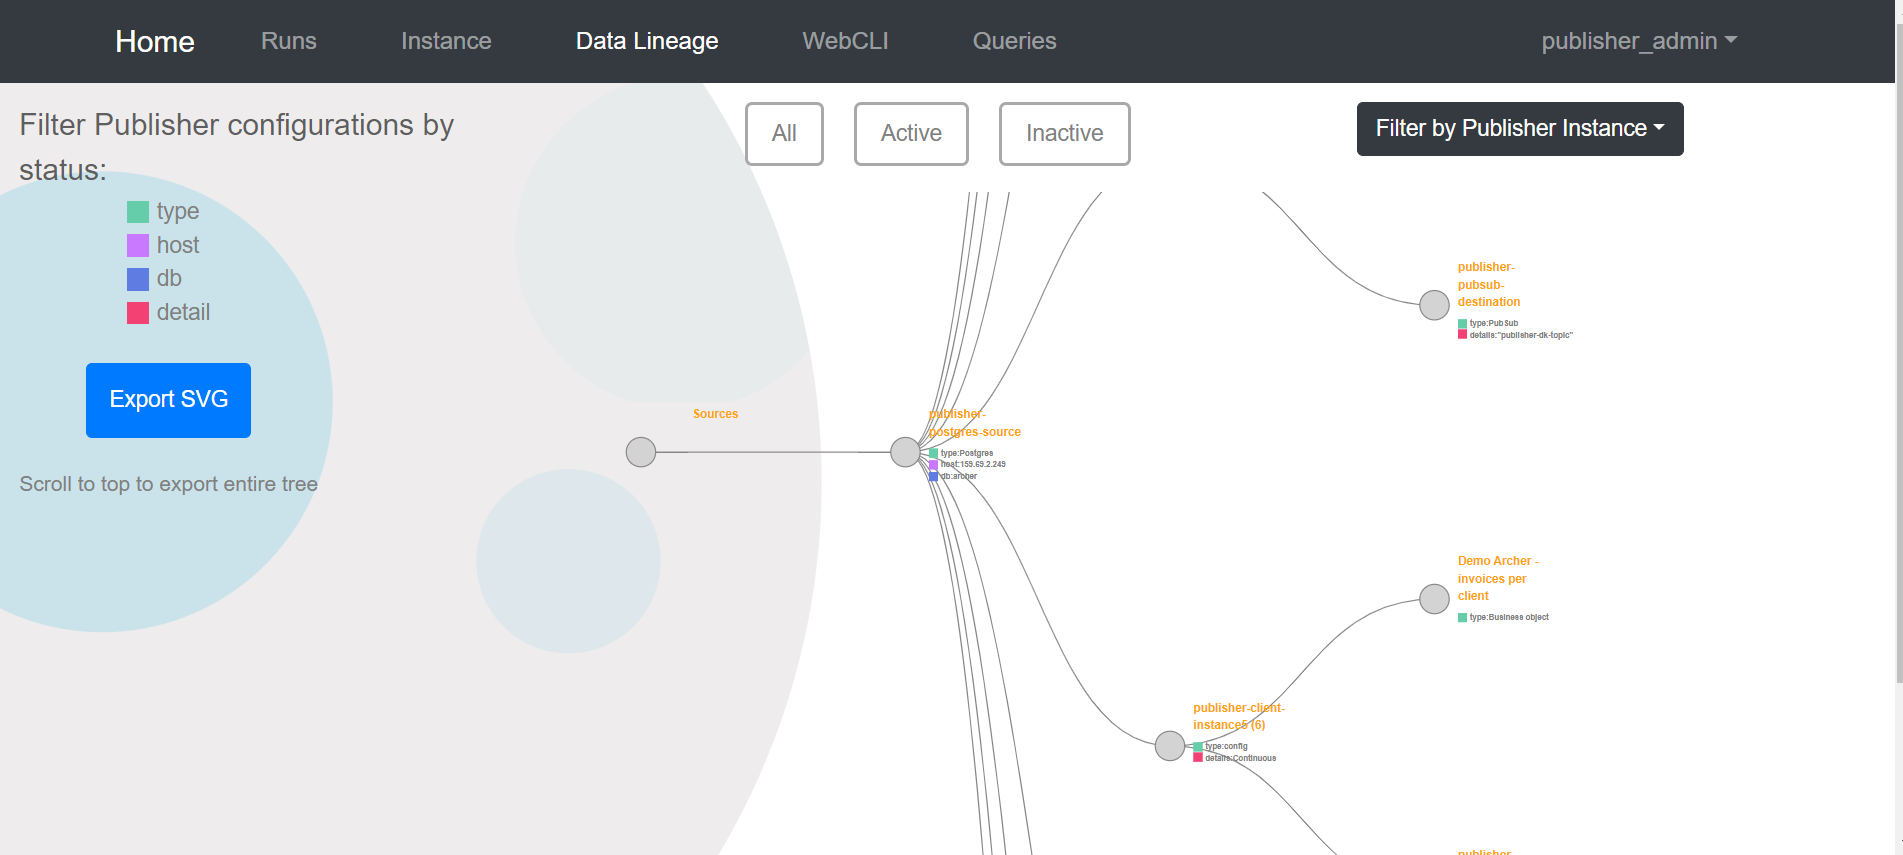 Home Runs Instance Data Lineage WebCLI Queries publisher_admin
Filter Publisher configurations by
status:
All Active Inactive
Filter by Publisher Instance
type
host
db
detail
Export SVG
Scroll to top to export entire tree
Sources
publisher-
postgres-source
type:Postgres
host:159.69.2.249
db:archer
publisher-
pubsub-
destination
type:PubSub
details:"publisher-dk-topic"
Demo Archer -
invoices per
client
type:Business object
publisher-client-
instance5 (6)
type:config
details:Continuous
publisher